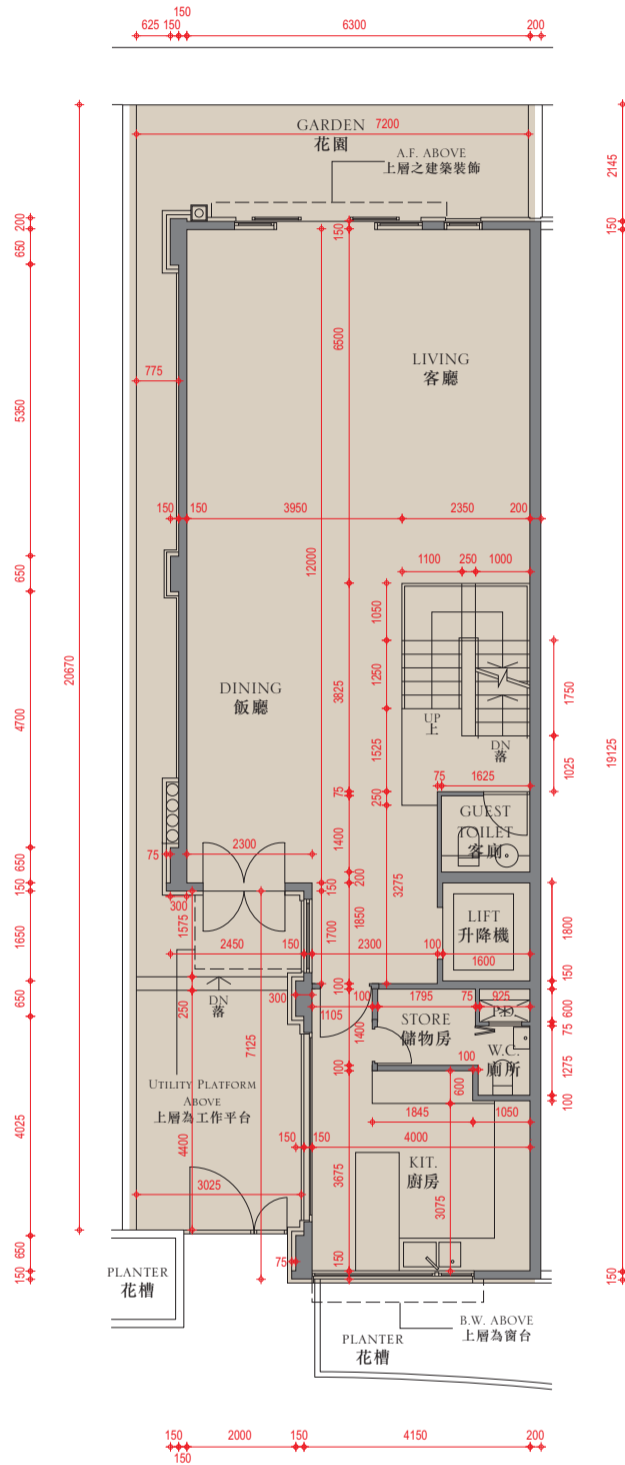 150
625 150 6300 200
GARDEN 7200
花園
A.F. ABOVE
上層之建築裝飾
2145
200
150
150
650
6500
LIVING
客廳
775
5350
150 150 3950 2350 200
12000
1100 250 1000
650
1050
20670
1250
1750
19125
DINING
飯廳
3825
4700
UP
上
DN
落
1525
1025
75 1625
75
250
GUEST
TOILET
客廁
1400
2300
650
75
3275
150
300
150
200
1575
1850
1700
LIFT
升降機
1800
1650
2450 150 2300 100
1600
150
DN
落
250
300
100
100 1795 75 925
600
1105
P.D.
650
STORE
儲物房
1400
75
W.C.
廁所
7125
1275
100
100
600
100
UTILITY PLATFORM
ABOVE
上層為工作平台
4025
4400
1845 1050
150 150 4000
KIT.
廚房
3675
3075
3025
650
75
150
150
150
PLANTER
花槽
B.W. ABOVE
上層為窗台
PLANTER
花槽
150 2000 150 4150 200
150